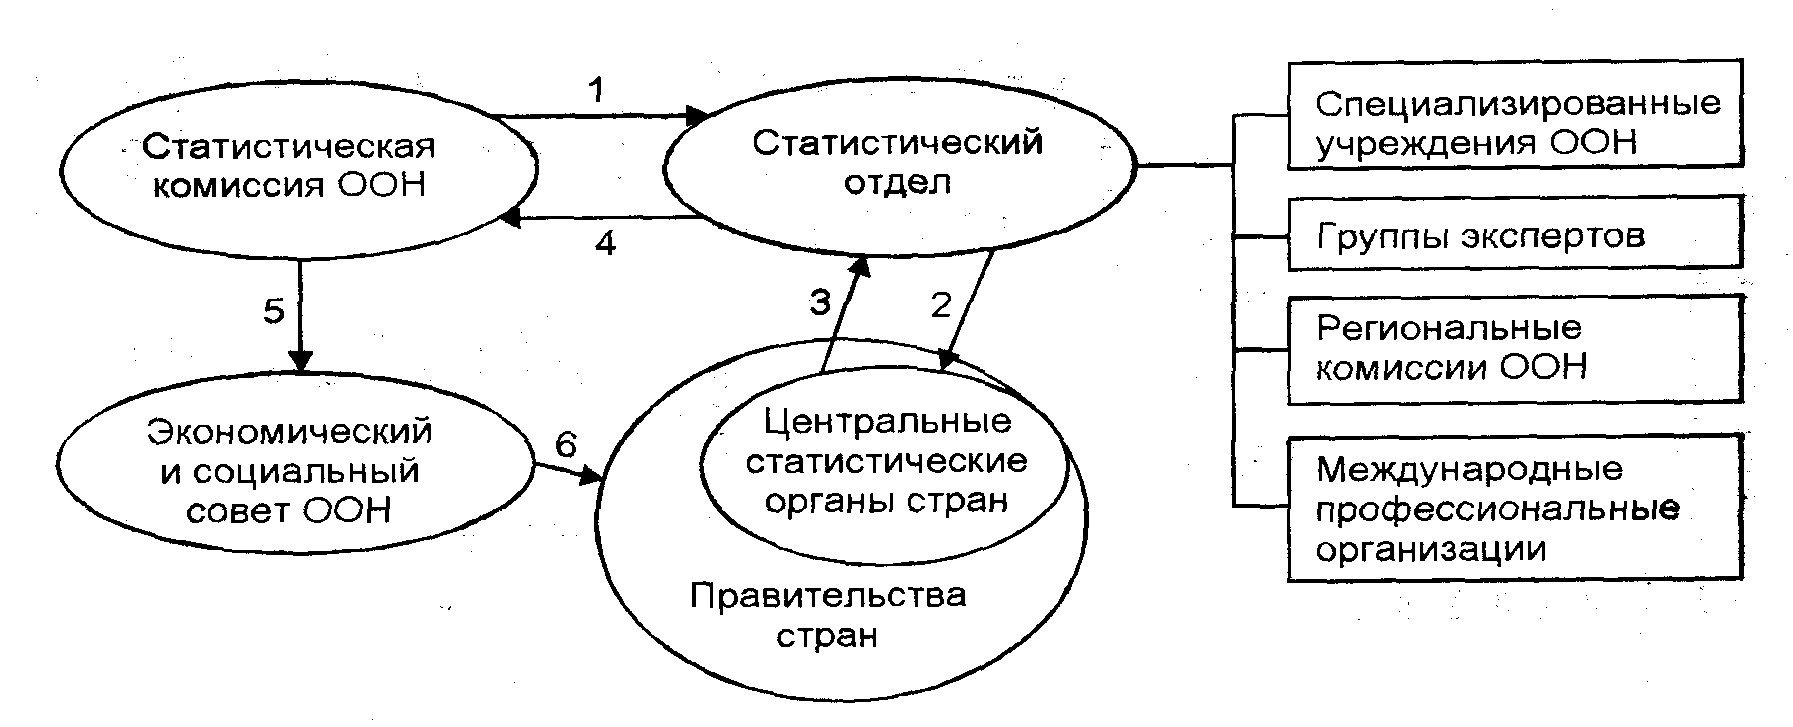 1
Статистическая
комиссия ООН
Статистический
отдел
4
5
3
2
Экономический
и социальный
совет ООН
6
Центральные
статистические
органы стран
Правительства
стран
Специализированные
учреждения ООН
Группы экспертов
Региональные
комиссии ООН
Международные
профессиональные
организации